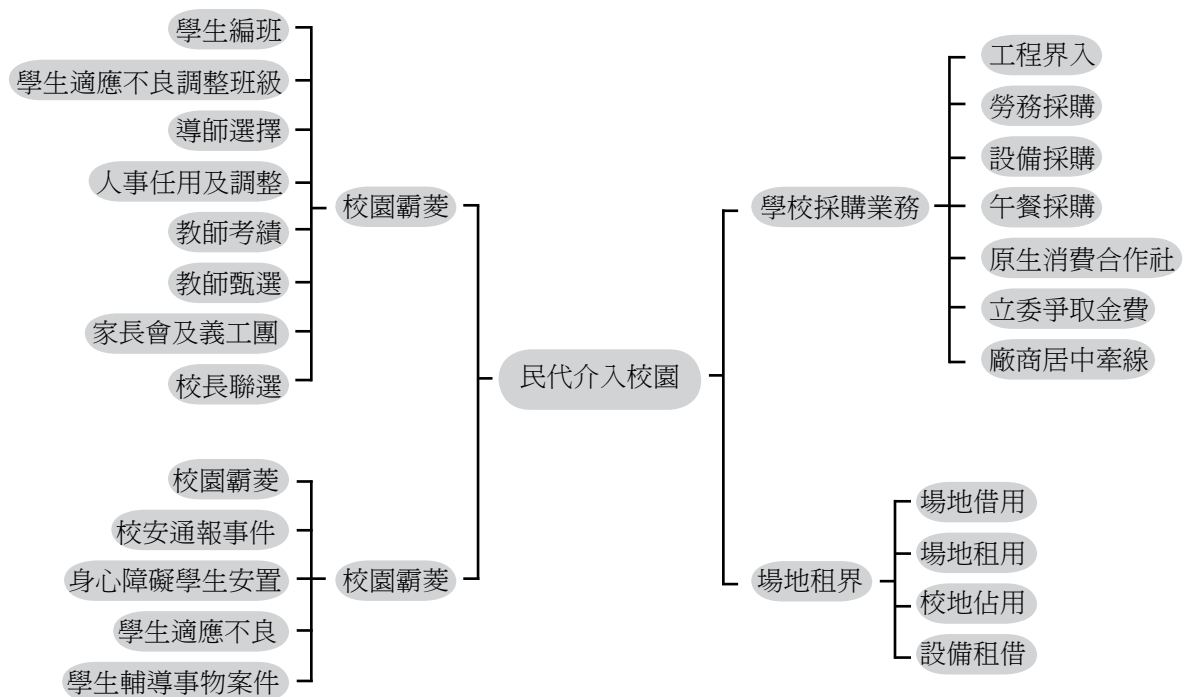 學生編班
學生適應不良調整班級
導師選擇
人事任用及調整
教師考績
教師甄選
家長會及義工團
校長聯選
校園霸菱
校園霸菱
校安通報事件
身心障礙學生安置
學生適應不良
學生輔導事物案件
校園霸菱
民代介入校園
學校採購業務
工程界入
勞務採購
設備採購
午餐採購
原生消費合作社
立委爭取金費
廠商居中牽線
場地租界
場地借用
場地租用
校地佔用
設備租借